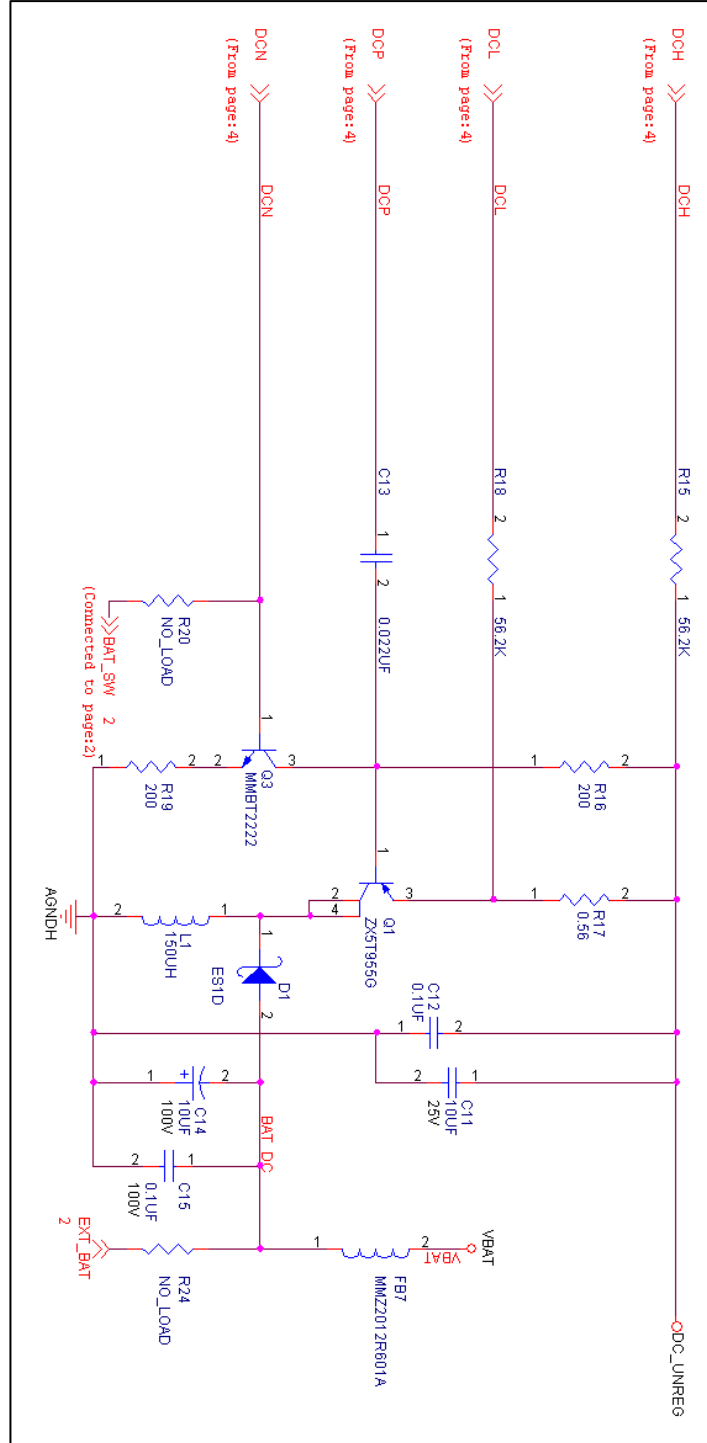 DCH
(From page:4)
DCH
R15
2
1
56.2K
DCL
(From page:4)
DCL
R18
2
1
56.2K
DCP
(From page:4)
DCP
C13
1
2
0.022UF
DCN
(From page:4)
DCN
R20
NO_LOAD
BAT_SW 2
(Connected to page:2)
1
2
3
Q3
MMBT2222
1
2
R19
200
1
2
R16
200
1
2
4
3
Q1
ZX5T955G
1
2
R17
0.56
AGNDH
2
1
L1
150UH
1
2
D1
ES1D
1
2
C12
0.1UF
2
1
C11
10UF
25V
1
2
+
C14
10UF
100V
BAT_DC
2
1
C15
0.1UF
100V
EXT_BAT
2
R24
NO_LOAD
1
2
FB7
MMZ2012R601A
VBAT
VBAT
DC_UNREG